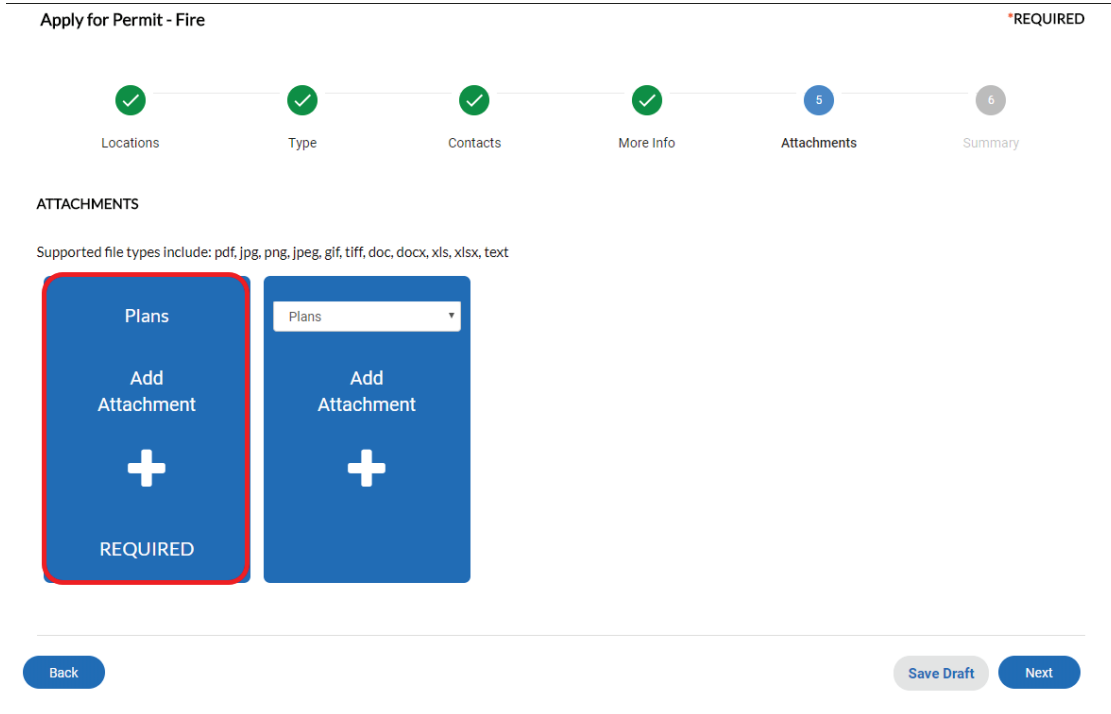 Apply for Permit - Fire
*REQUIRED
5
6
Locations
Type
Contacts
More Info
Attachments
Summary
ATTACHMENTS
Supported file types include: pdf, jpg, png, jpeg, gif, tiff, doc, docx, xls, xlsx, text
Plans
Add
Attachment
REQUIRED
Plans
Add
Attachment
Back
Save Draft
Next